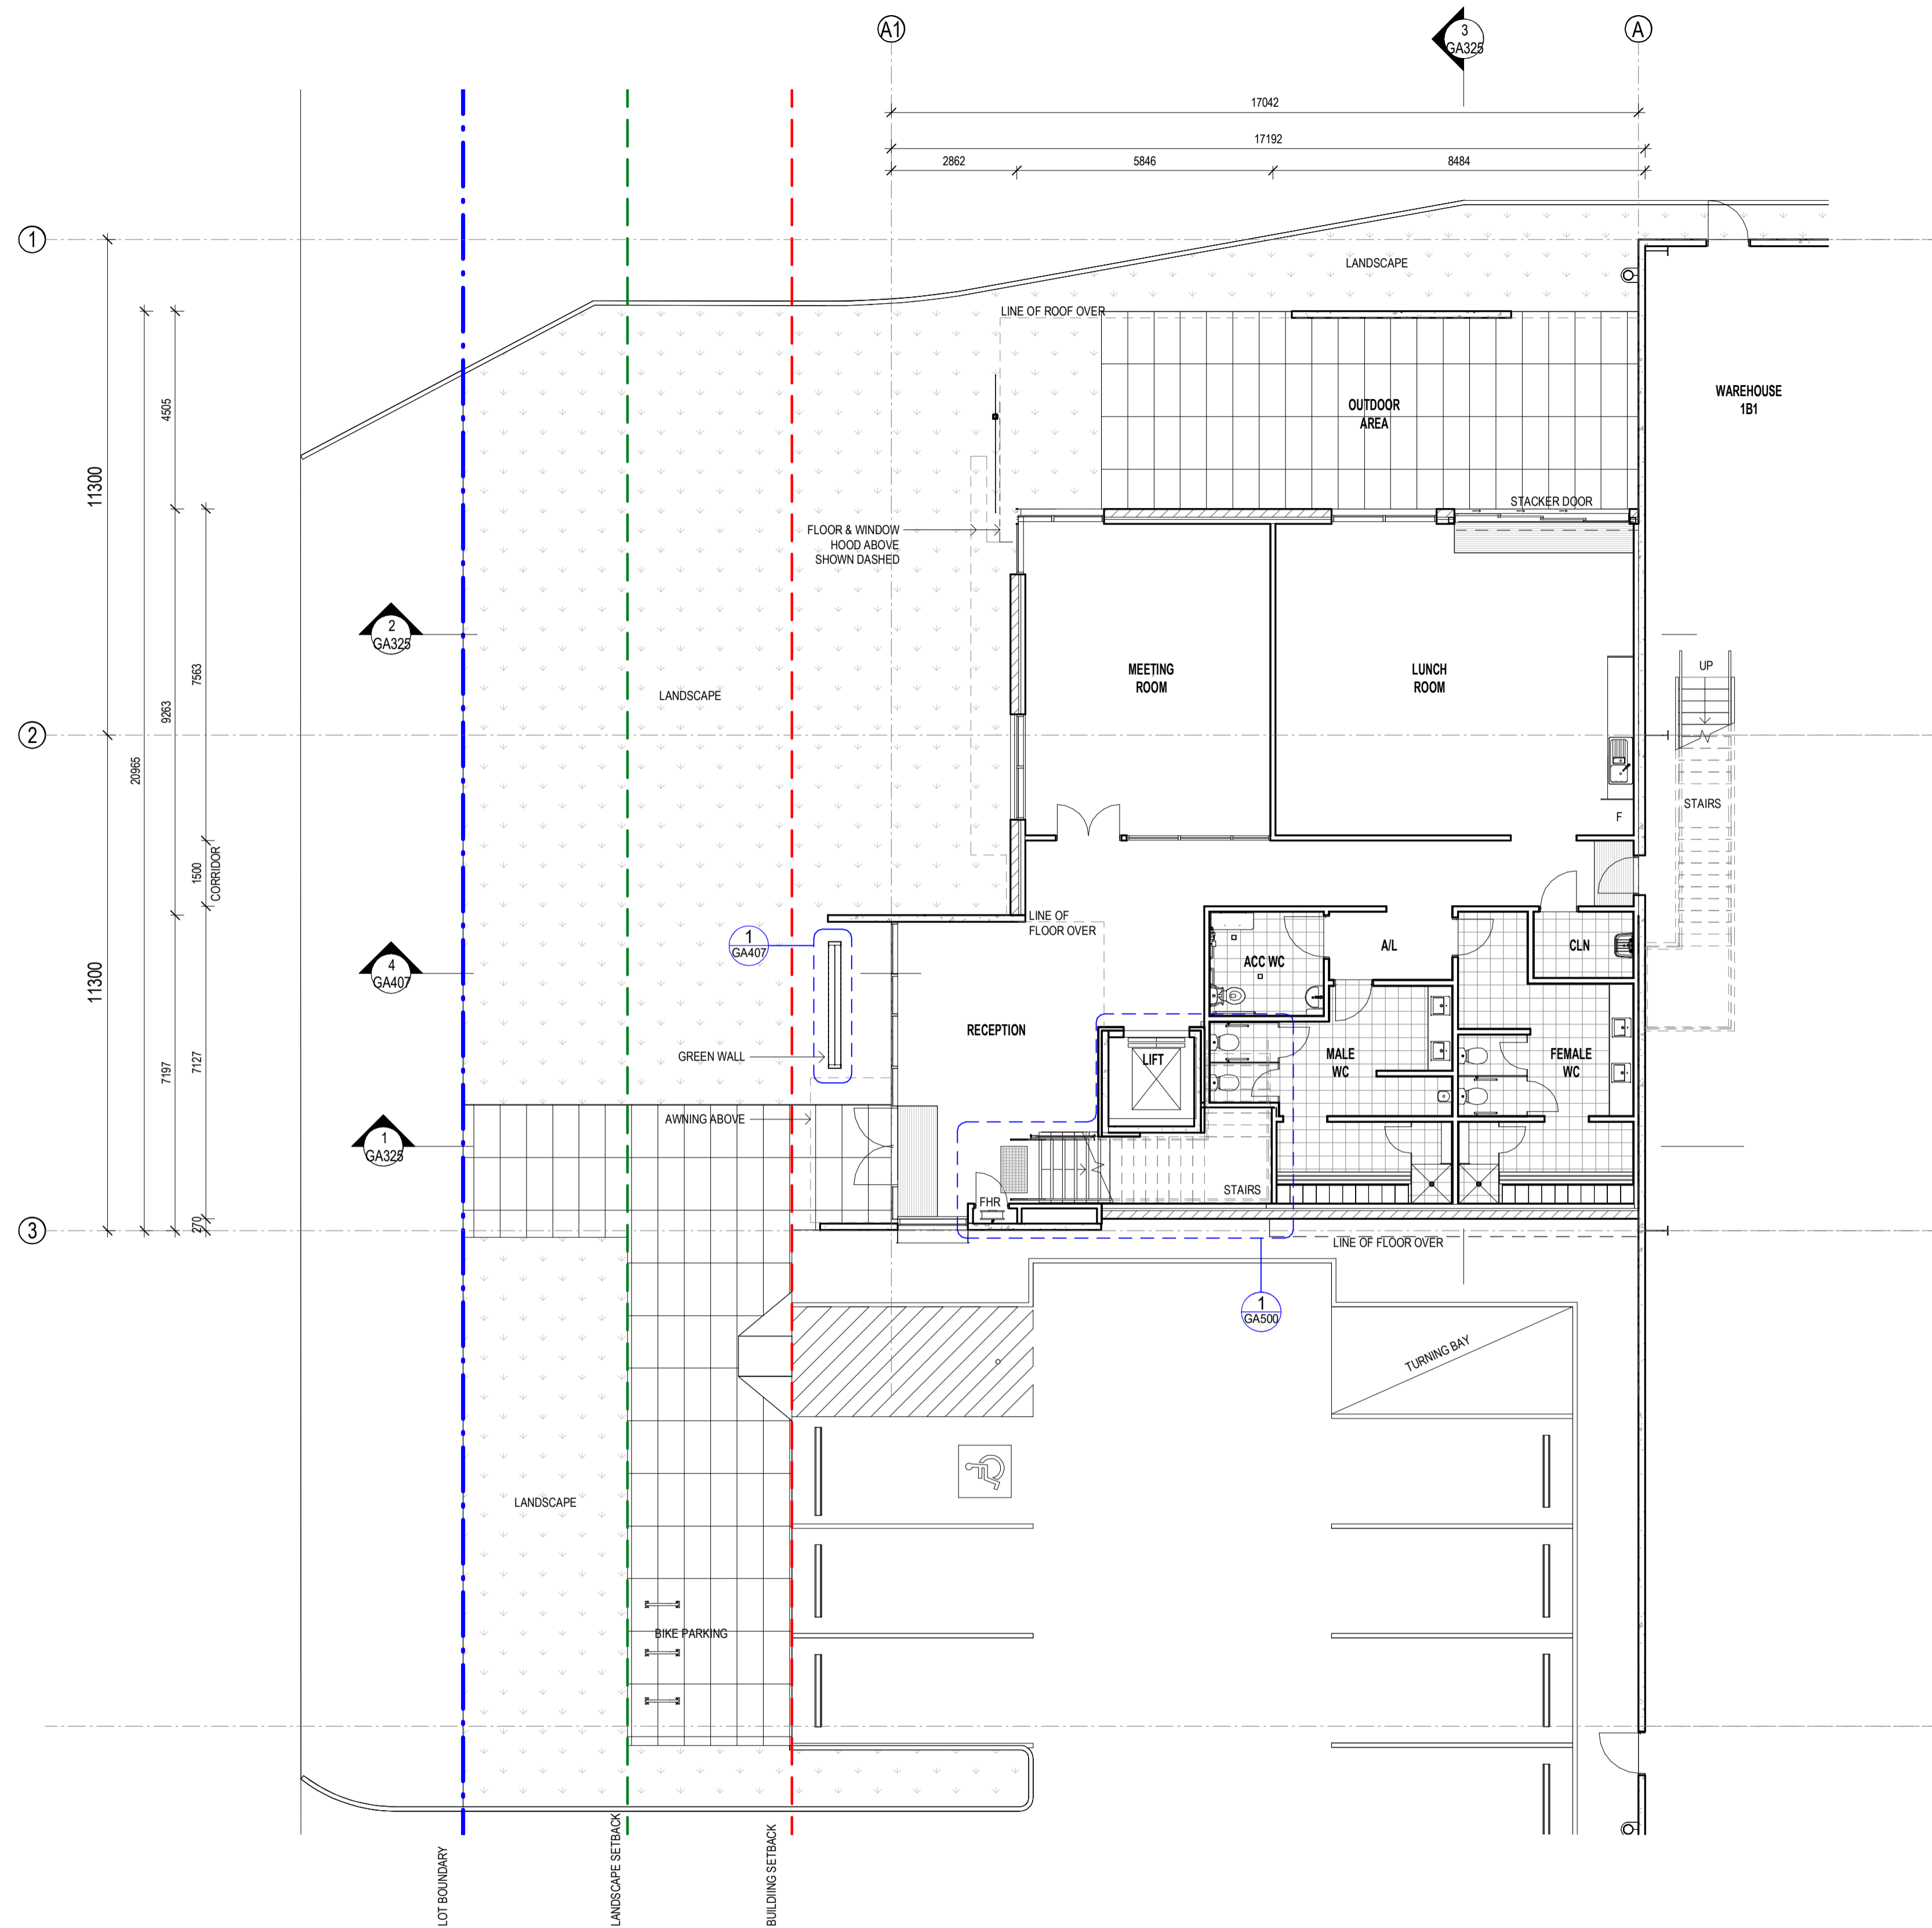 A1
3
GA325
A
17042
17192
2862
5846
8484
1
LANDSCAPE
LINE OF ROOF OVER
WAREHOUSE
1B1
OUTDOOR
AREA
4505
11300
STACKER DOOR
FLOOR & WINDOW
HOOD ABOVE
SHOWN DASHED
2
GA325
7563
MEETING
ROOM
LUNCH
ROOM
UP
LANDSCAPE
9263
2
20965
STAIRS
F
1500
CORRIDOR
LINE OF
FLOOR OVER
1
GA407
A/L
CLN
ACC WC
4
GA407
11300
RECEPTION
GREEN WALL
LIFT
MALE
WC
FEMALE
WC
7197
7127
AWNING ABOVE
1
GA325
STAIRS
FHR
270
3
LINE OF FLOOR OVER
1
GA500
TURNING BAY
LANDSCAPE
BIKE PARKING
LOT BOUNDARY
LANDSCAPE SETBACK
BUILDIING SETBACK